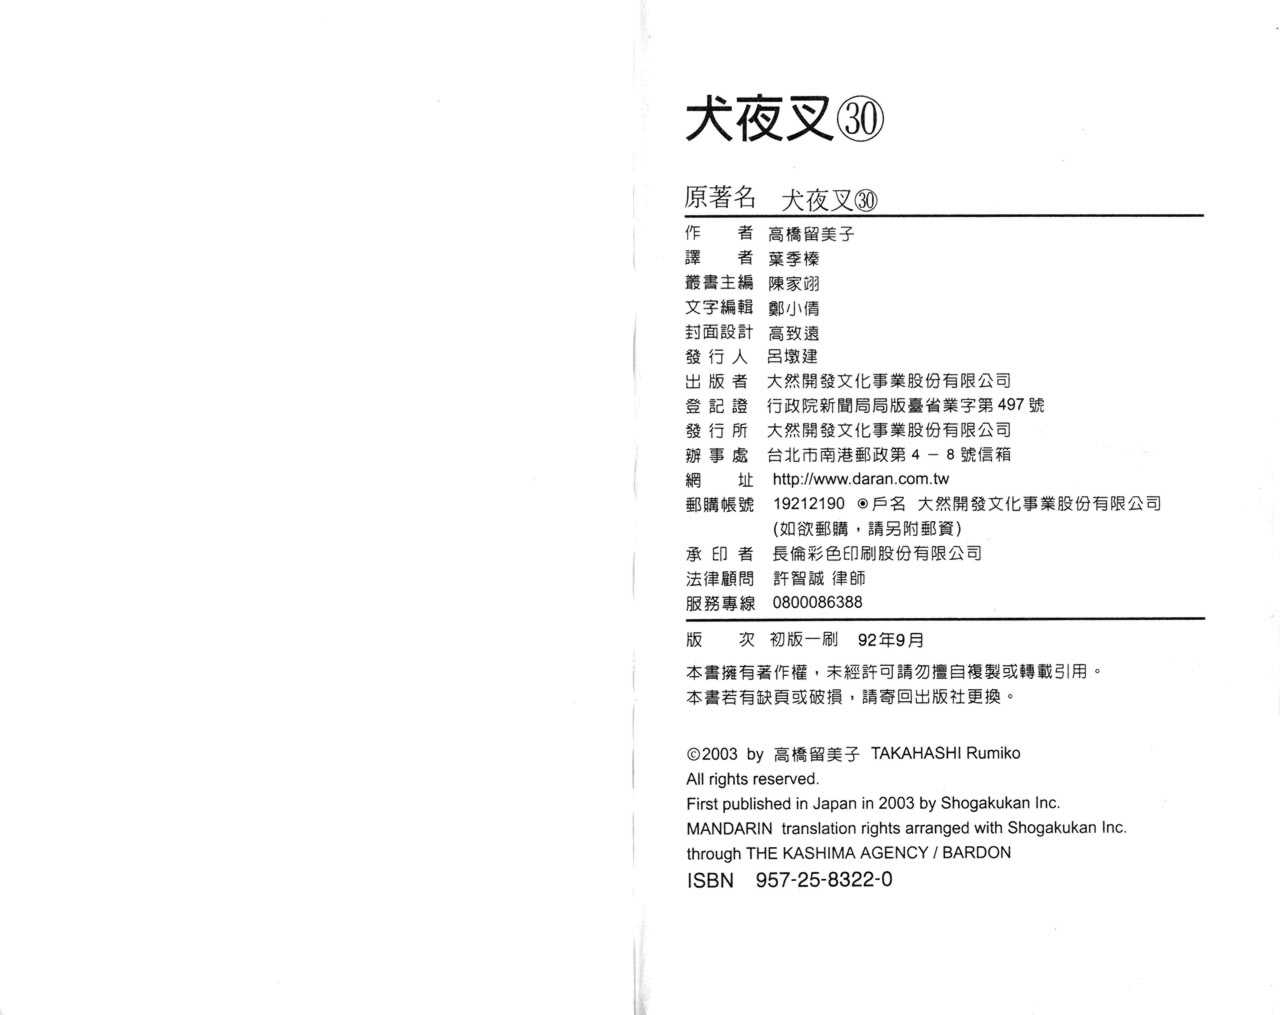 犬夜叉㉚
原著名 犬夜叉㉚
作者 高橋留美子
譯者 葉季榛
叢書主編 陳家翊
文字編輯 鄭小倩
封面設計 高致遠
發行人 呂墩建
出版者 大然開發文化事業股份有限公司
登記證 行政院新聞局局版臺省業字第497號
發行所 大然開發文化事業股份有限公司
辦事處 台北市南港郵政第4－8號信箱
網址 http://www.daran.com.tw
郵購帳號 19212190 ◉戶名 大然開發文化事業股份有限公司
(如欲郵購，請另附郵資)
承印者 長倫彩色印刷股份有限公司
法律顧問 許智誠 律師
服務專線 0800086388
版次 初版一刷 92年9月
本書擁有著作權，未經許可請勿擅自複製或轉載引用。
本書若有缺頁或破損，請寄回出版社更換。
©2003 by 高橋留美子 TAKAHASHI Rumiko
All rights reserved.
First published in Japan in 2003 by Shogakukan Inc.
MANDARIN translation rights arranged with Shogakukan Inc.
through THE KASHIMA AGENCY / BARDON
ISBN 957-25-8322-0